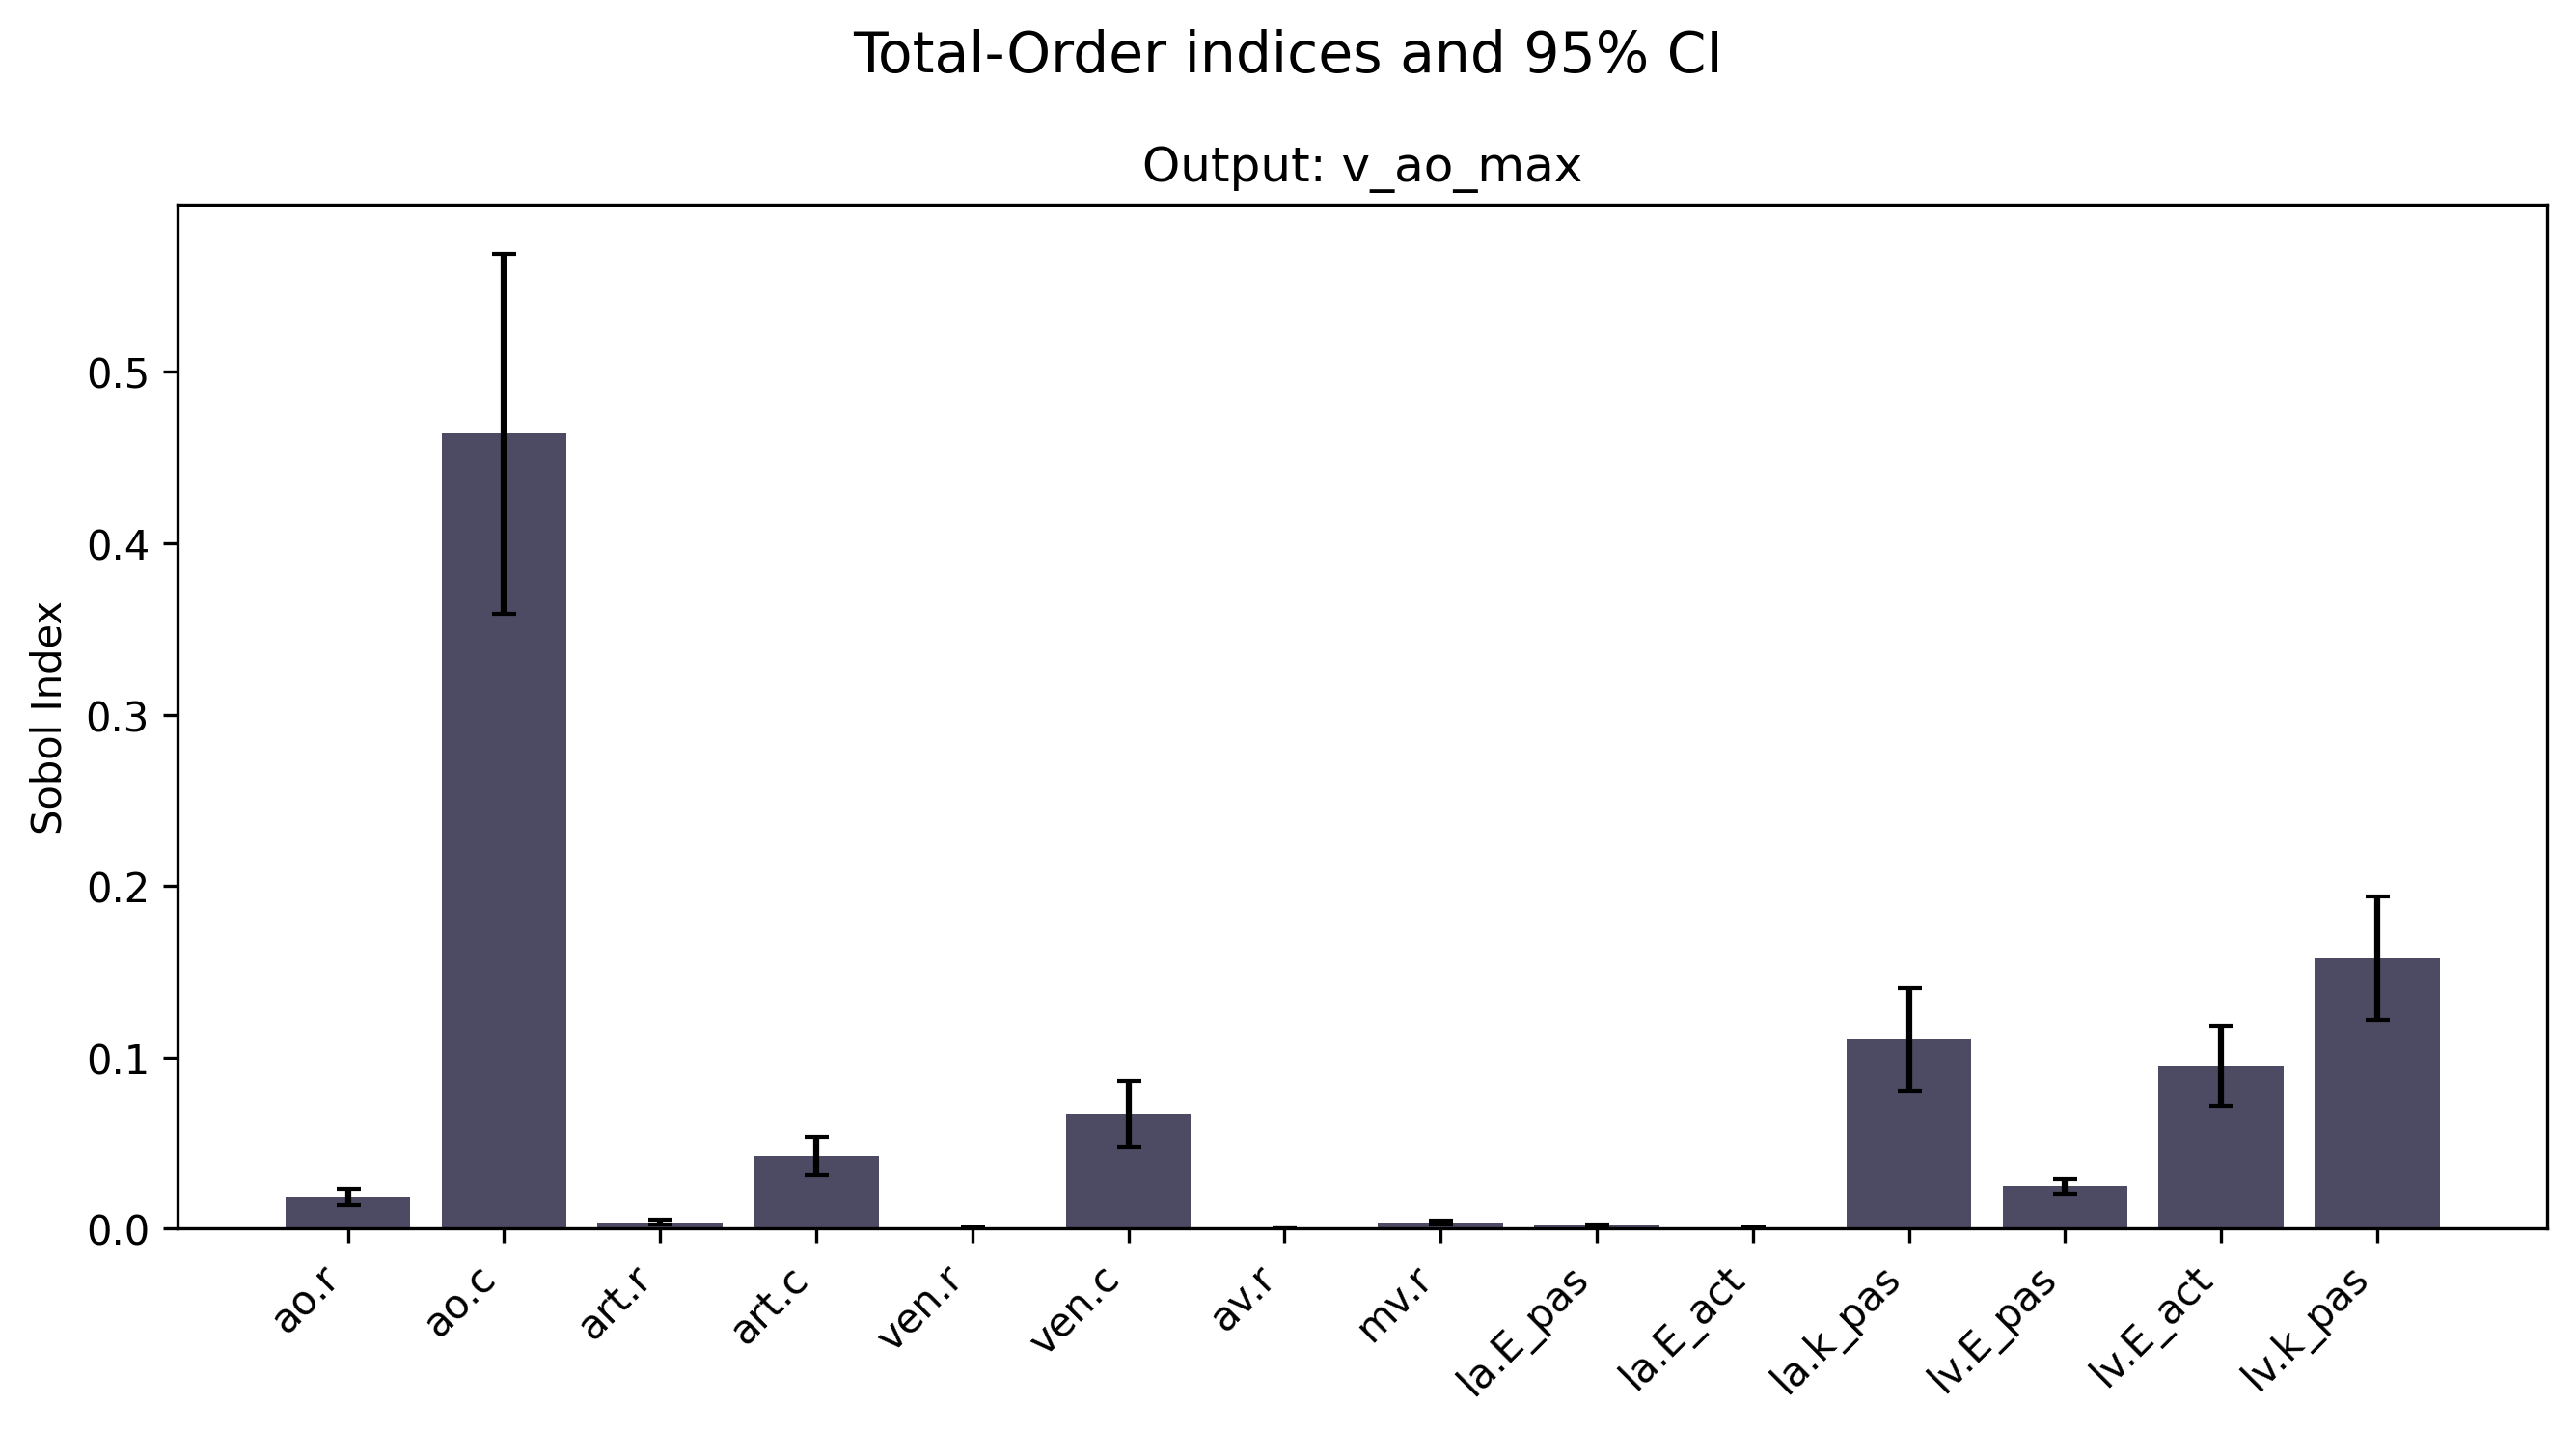 Total-Order indices and 95% CI
Output: v_ao_max
Sobol Index
0.5
0.4
0.3
0.2
0.1
0.0
ao.r
ao.c
art.r
art.c
ven.r
ven.c
av.r
mv.r
la.E_pas
la.E_act
la.k_pas
lv.E_pas
lv.E_act
lv.k_pas